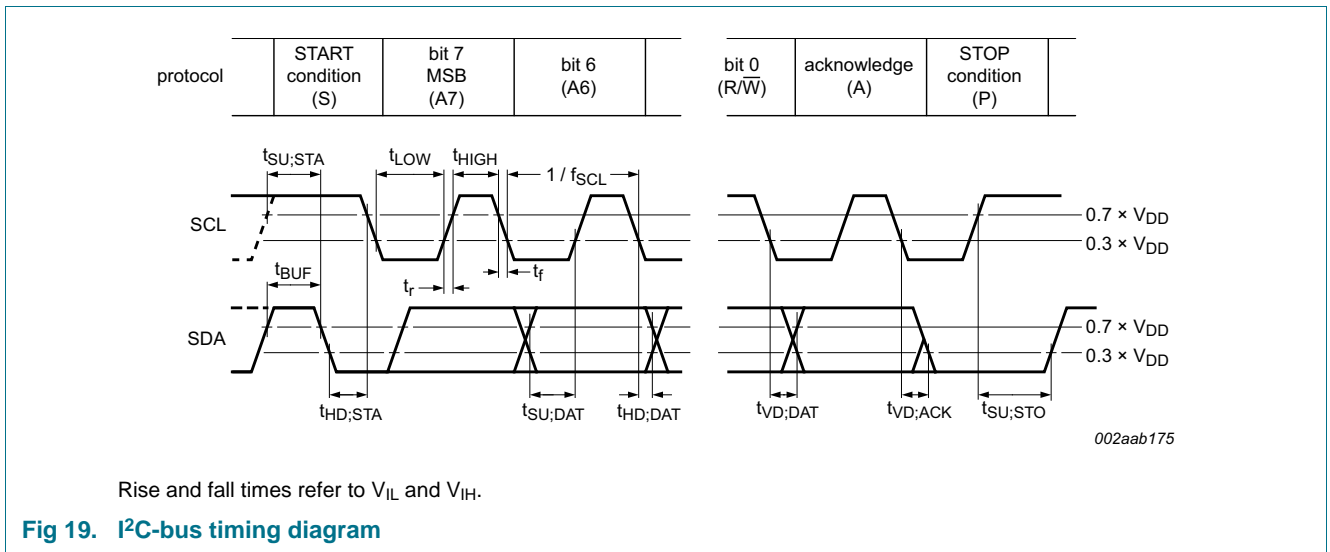 protocol
START condition (S)
bit 7 MSB (A7)
bit 6 (A6)
bit 0 (R/W̅)
acknowledge (A)
STOP condition (P)
tSU;STA
tLOW
tHIGH
1 / fSCL
SCL
0.7 × VDD
0.3 × VDD
tBUF
tr
tf
SDA
0.7 × VDD
0.3 × VDD
tHD;STA
tSU;DAT
tHD;DAT
tVD;DAT
tVD;ACK
tSU;STO
002aab175
Rise and fall times refer to VIL and VIH.
Fig 19. I²C-bus timing diagram